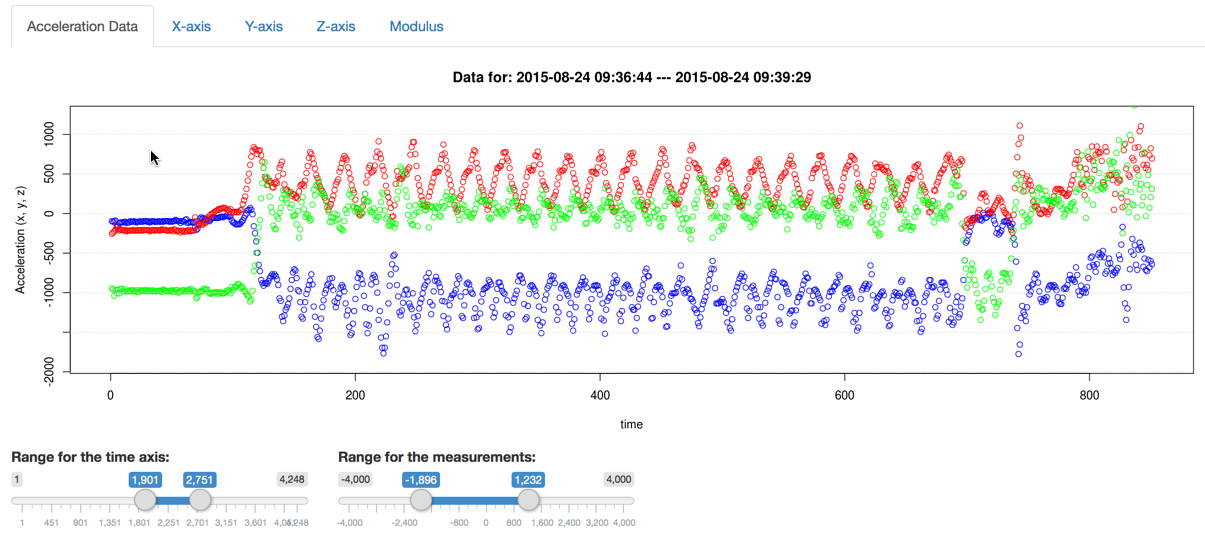 Acceleration Data X-axis Y-axis Z-axis Modulus
Data for: 2015-08-24 09:36:44 --- 2015-08-24 09:39:29
Acceleration (x, y, z)
1000
500
0
-500
-1000
-2000
0 200 400 600 800
time
Range for the time axis: Range for the measurements:
1 1,901 2,751 4,248 -4,000 -1,896 1,232 4,000
1 451 901 1,351 1,801 2,251 2,701 3,151 3,601 4,248 -4,000 -2,400 -800 0 800 1,600 2,400 3,200 4,000